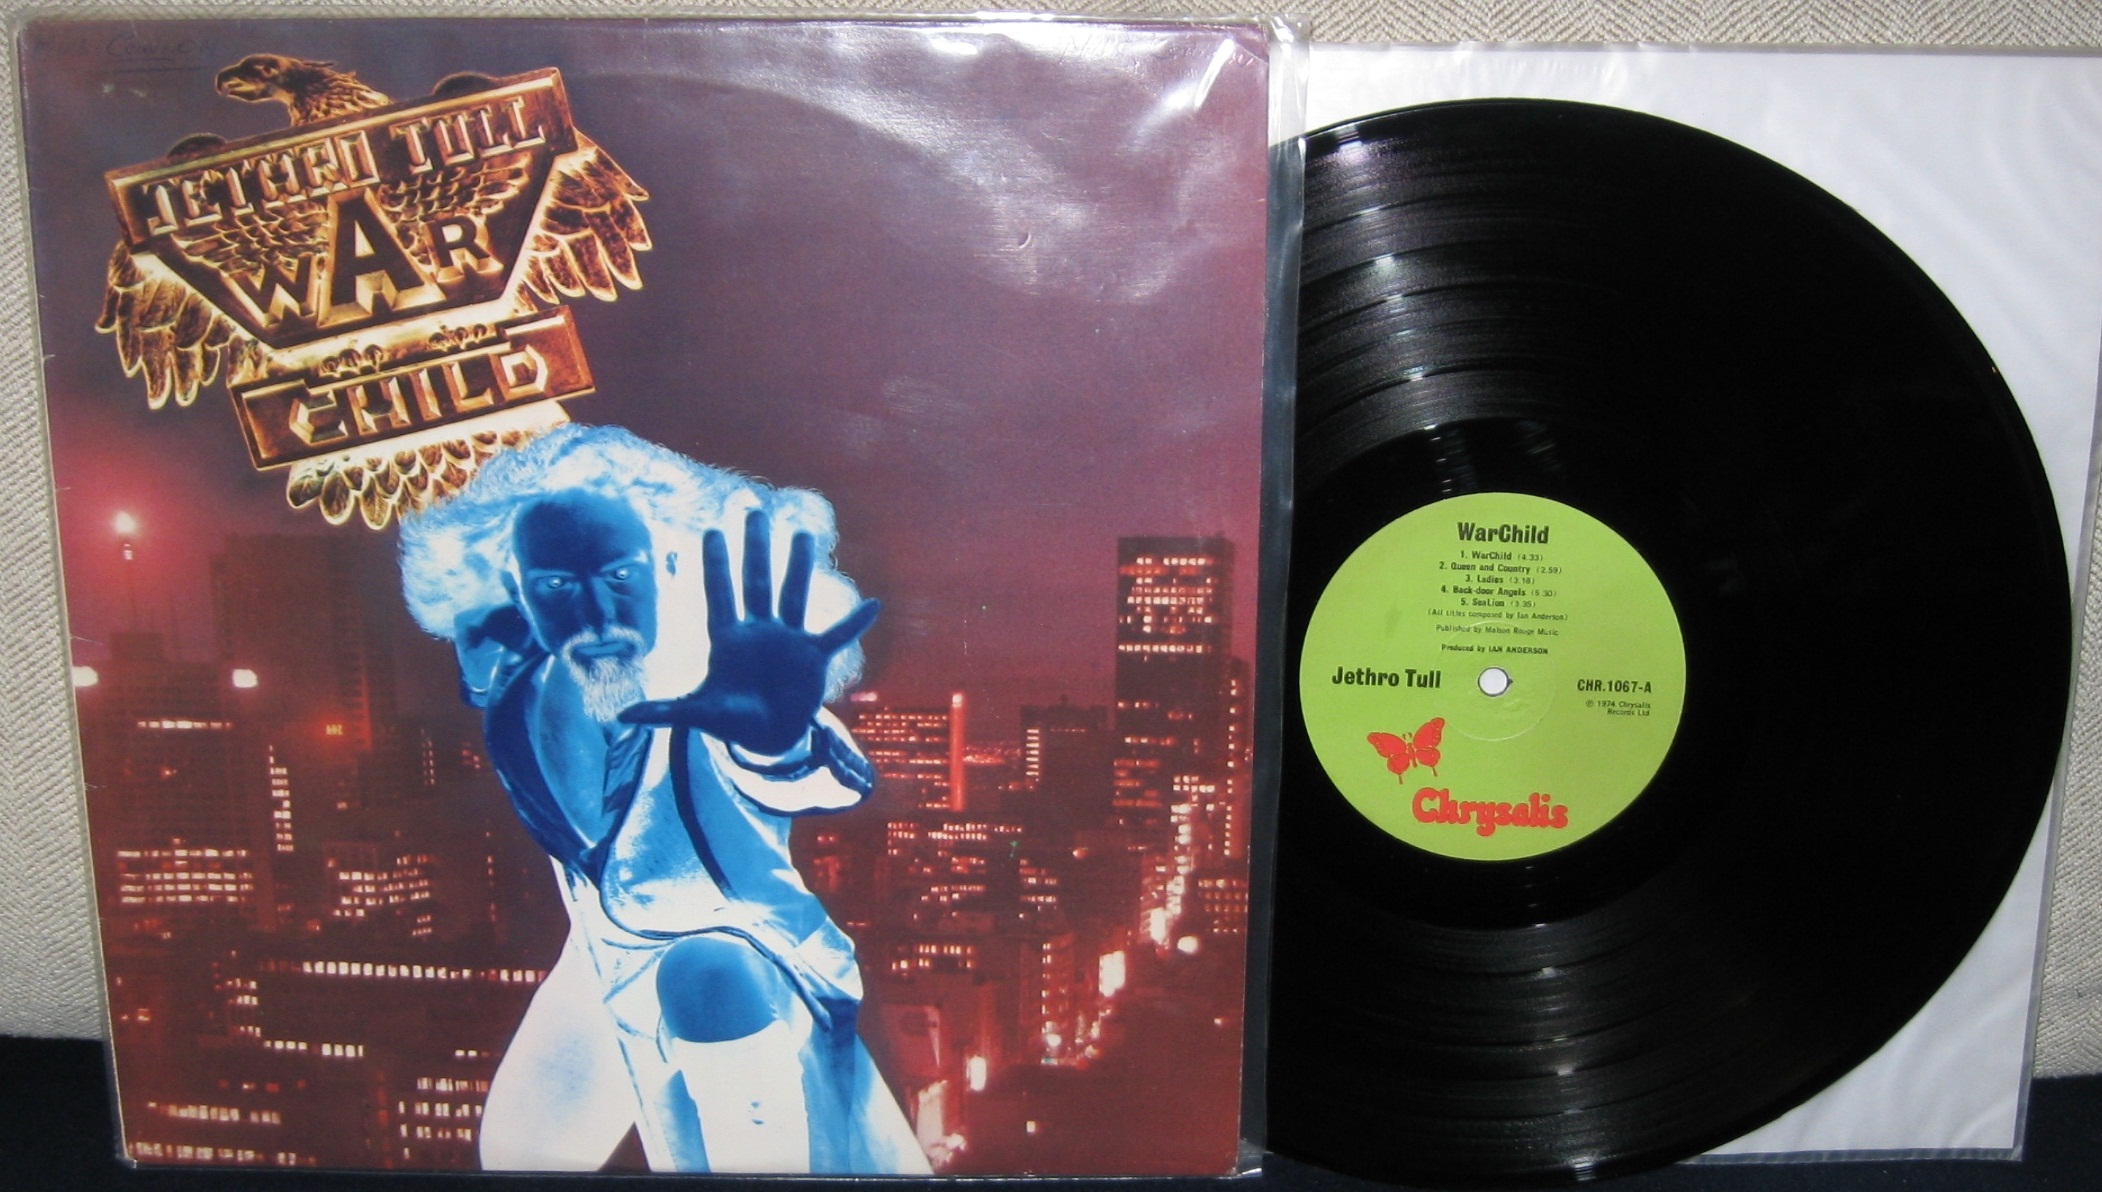 JETHRO TULL
WAR
CHILD
WarChild
1. WarChild (4.33)
2. Queen and Country (2.59)
3. Ladies (3.18)
4. Back-door Angels (5.30)
5. SeaLion (3.35)
(All titles composed by Ian Anderson)
Published by Maison Rouge Music
Produced by IAN ANDERSON
Jethro Tull
CHR.1067-A
℗ 1974 Chrysalis
Records Ltd
Chrysalis